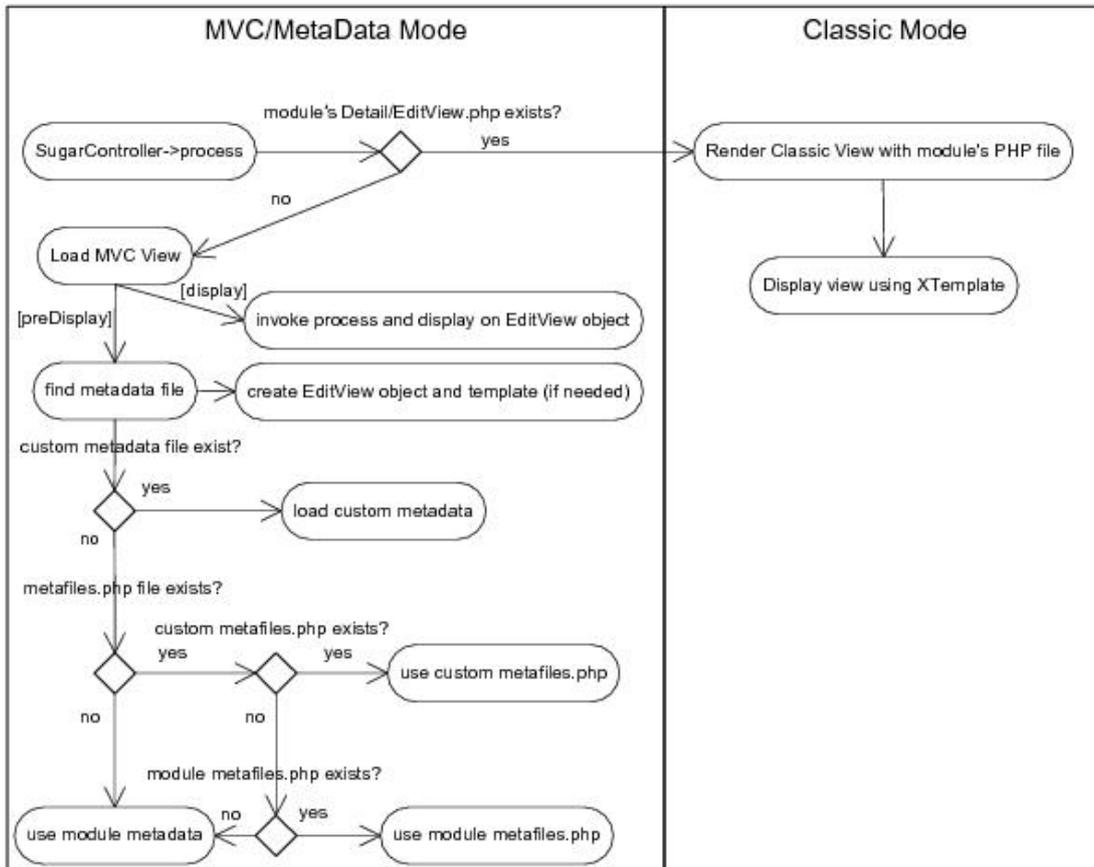 MVC/MetaData Mode
Classic Mode
module's Detail/EditView.php exists?
SugarController->process
yes
Render Classic View with module's PHP file
no
Load MVC View
[display]
Display view using XTemplate
[preDisplay]
invoke process and display on EditView object
find metadata file
create EditView object and template (if needed)
custom metadata file exist?
yes
load custom metadata
no
metafiles.php file exists?
custom metafiles.php exists?
yes
yes
use custom metafiles.php
no
no
module metafiles.php exists?
use module metadata
no
yes
use module metafiles.php